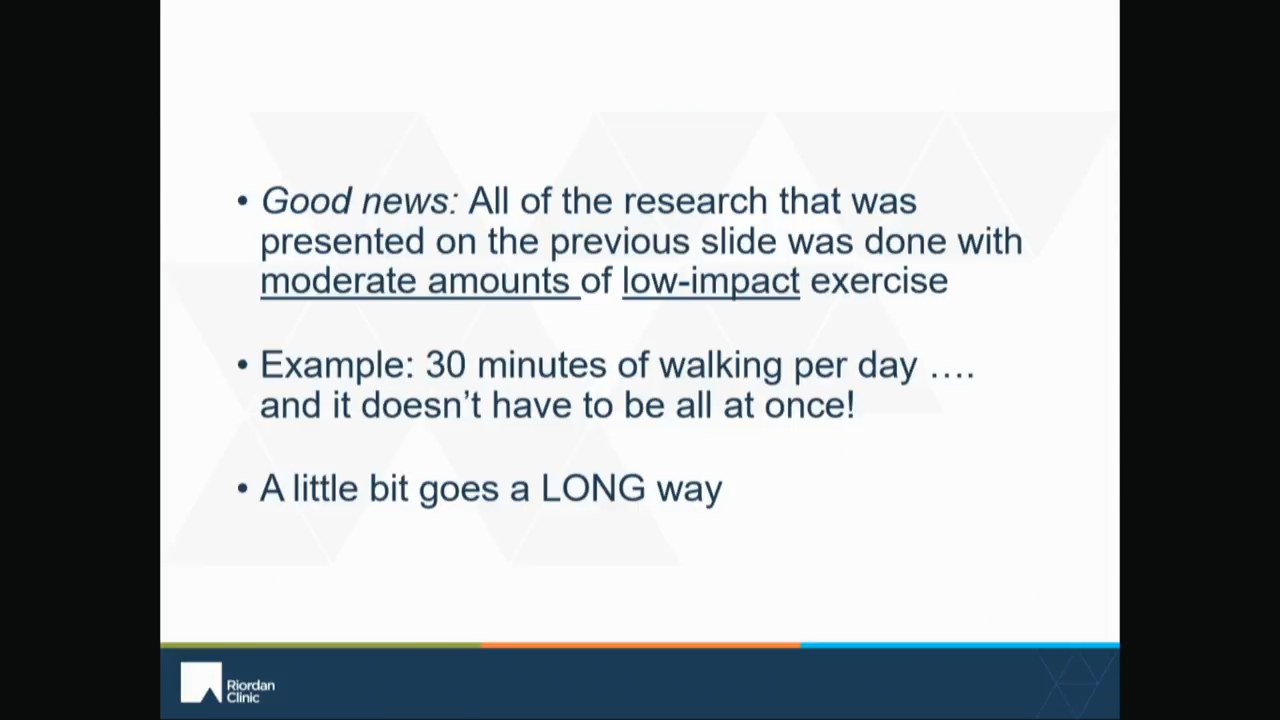 • Good news: All of the research that was
presented on the previous slide was done with
moderate amounts of low-impact exercise
• Example: 30 minutes of walking per day ….
and it doesn’t have to be all at once!
• A little bit goes a LONG way
Riordan
Clinic